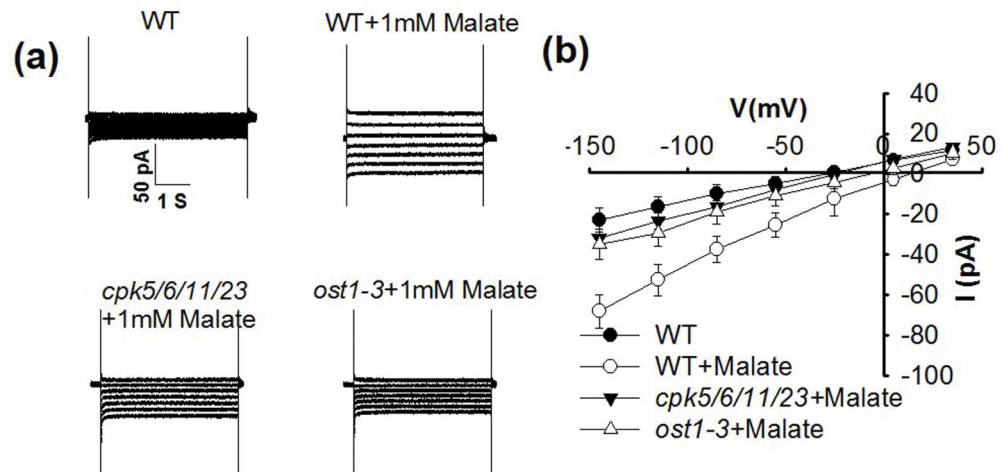 (a)
WT
WT+1mM Malate
50 pA
1 S
cpk5/6/11/23
+1mM Malate
ost1-3+1mM Malate
(b)
V(mV)
-150
-100
-50
0
50
40
20
0
-20
-40
-60
-80
-100
I (pA)
WT
WT+Malate
cpk5/6/11/23+Malate
ost1-3+Malate